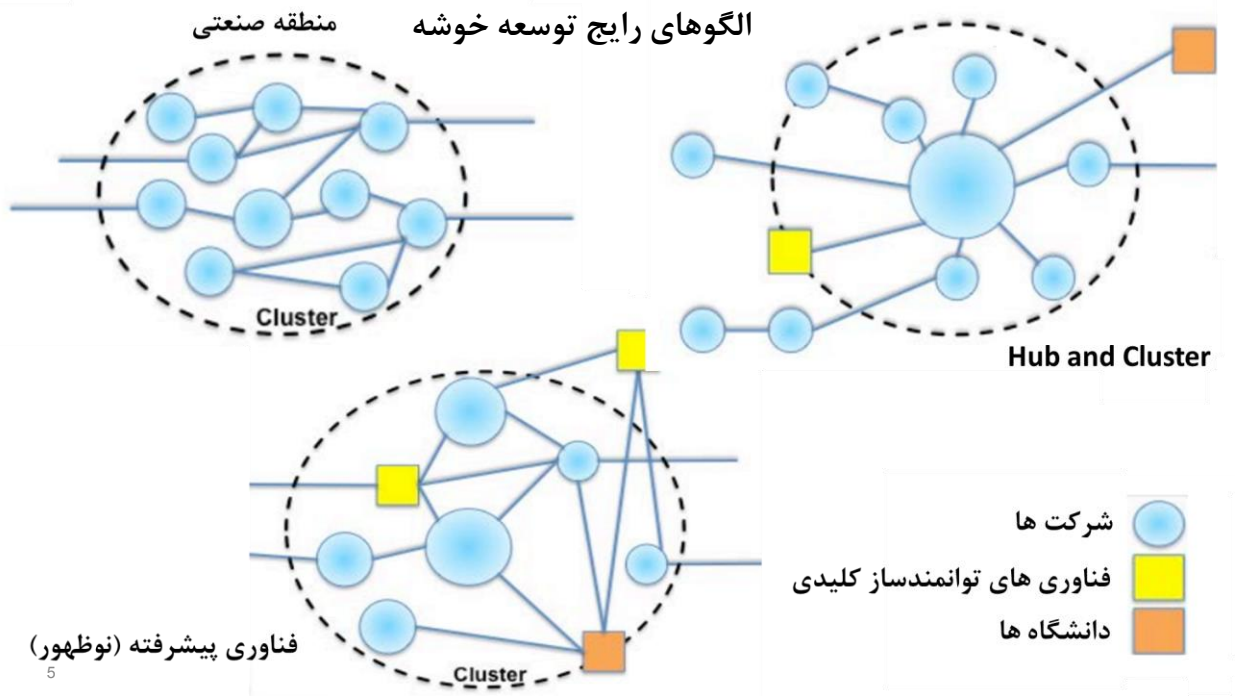 الگوهای رایج توسعه خوشه
منطقه صنعتی
Cluster
Hub and Cluster
شرکت ها
فناوری های توانمندساز کلیدی
دانشگاه ها
فناوری پیشرفته (نوظهور)
Cluster
5